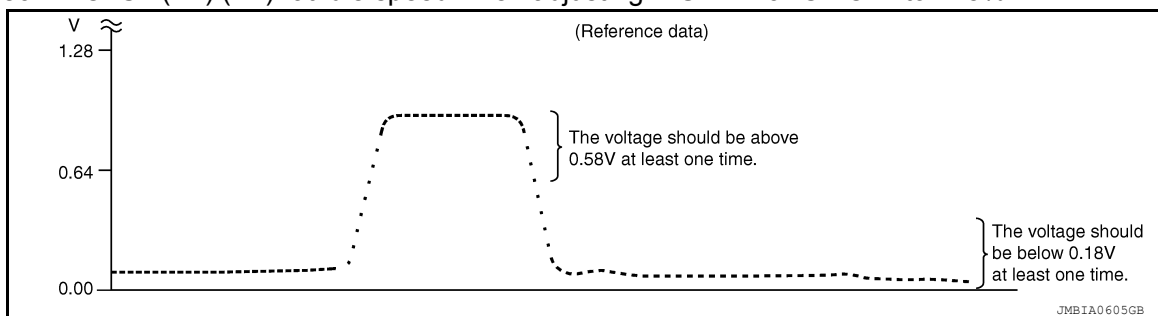 V
(Reference data)
1.28
The voltage should be above
0.58V at least one time.
0.64
The voltage should
be below 0.18V
at least one time.
0.00
JMBIA0605GB